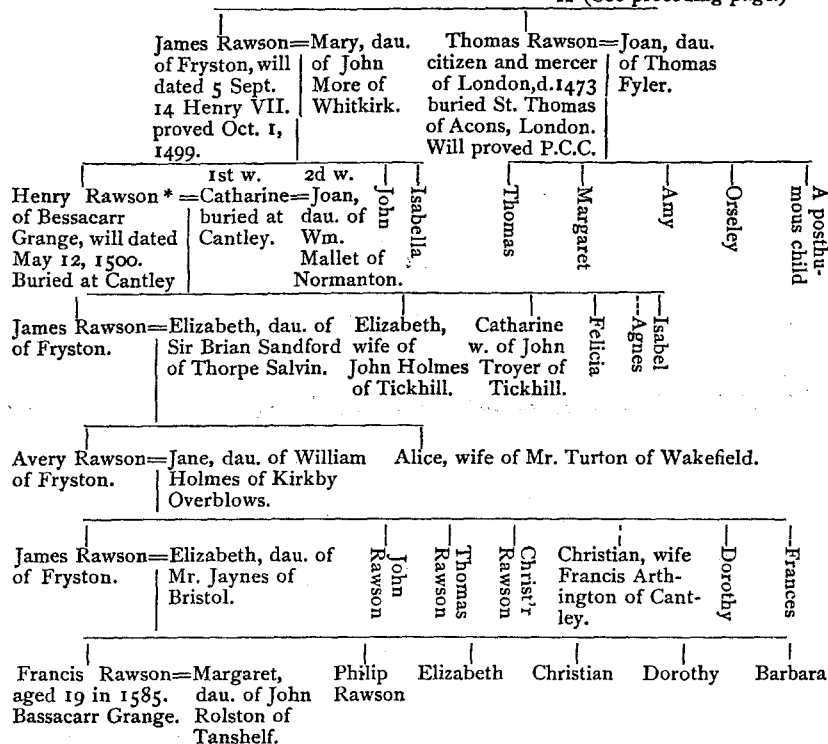 (See preceding page.)
James Rawson=Mary, dau.
of Fryston, will of John
dated 5 Sept. More of
14 Henry VII. Whitkirk.
proved Oct. 1,
1499.
Thomas Rawson=Joan, dau.
citizen and mercer of Thomas
of London,d.1473 Fyler.
buried St. Thomas
of Acons, London.
Will proved P.C.C.
1st w. 2d w.
Henry Rawson*=Catharine=Joan,
of Bessacarr buried at dau. of
Grange, will dated Cantley. Wm.
May 12, 1500. Mallet of
Buried at Cantley Normanton.
John
Isabella
Thomas
Margaret
Amy
Orseley
A posthu-
mous child
James Rawson=Elizabeth, dau. of
of Fryston. Sir Brian Sandford
of Thorpe Salvin.
Elizabeth,
wife of
John Holmes
of Tickhill.
Catharine
w. of John
Troyer of
Tickhill.
Felicia
Agnes
Isabel
Avery Rawson=Jane, dau. of William
of Fryston. Holmes of Kirkby
Overblows.
Alice, wife of Mr. Turton of Wakefield.
James Rawson=Elizabeth, dau. of
of Fryston. Mr. Jaynes of
Bristol.
John
Rawson
Thomas
Rawson
Christ'r
Rawson
Christian, wife
Francis Arth-
ington of Cant-
ley.
Dorothy
Frances
Francis Rawson=Margaret,
aged 19 in 1585. dau. of John
Bassacarr Grange. Rolston of
Tanshelf.
Philip
Rawson
Elizabeth
Christian
Dorothy
Barbara